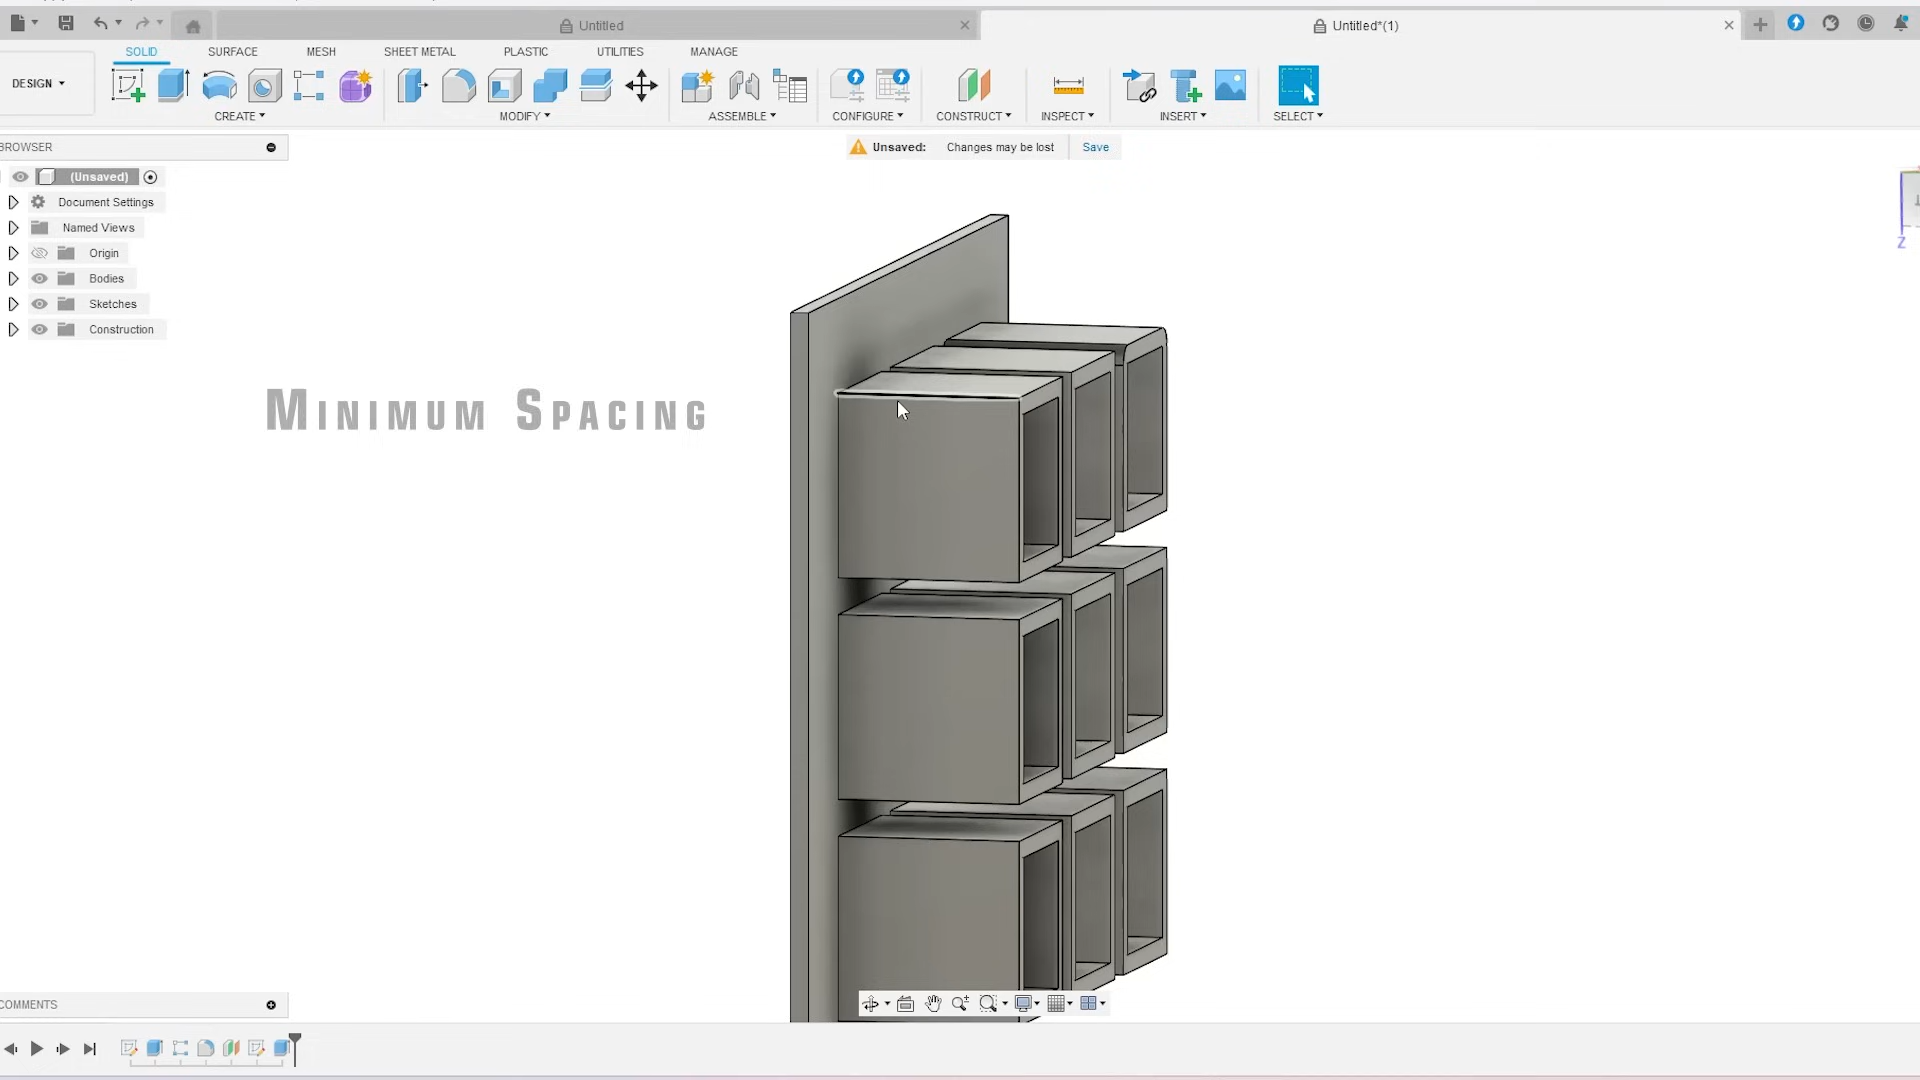 Untitled
Untitled*(1)
SOLID
SURFACE
MESH
SHEET METAL
PLASTIC
UTILITIES
MANAGE
DESIGN
CREATE
MODIFY
ASSEMBLE
CONFIGURE
CONSTRUCT
INSPECT
INSERT
SELECT
BROWSER
Unsaved: Changes may be lost Save
(Unsaved)
Document Settings
Named Views
Origin
Bodies
Sketches
Construction
MINIMUM SPACING
Z
COMMENTS